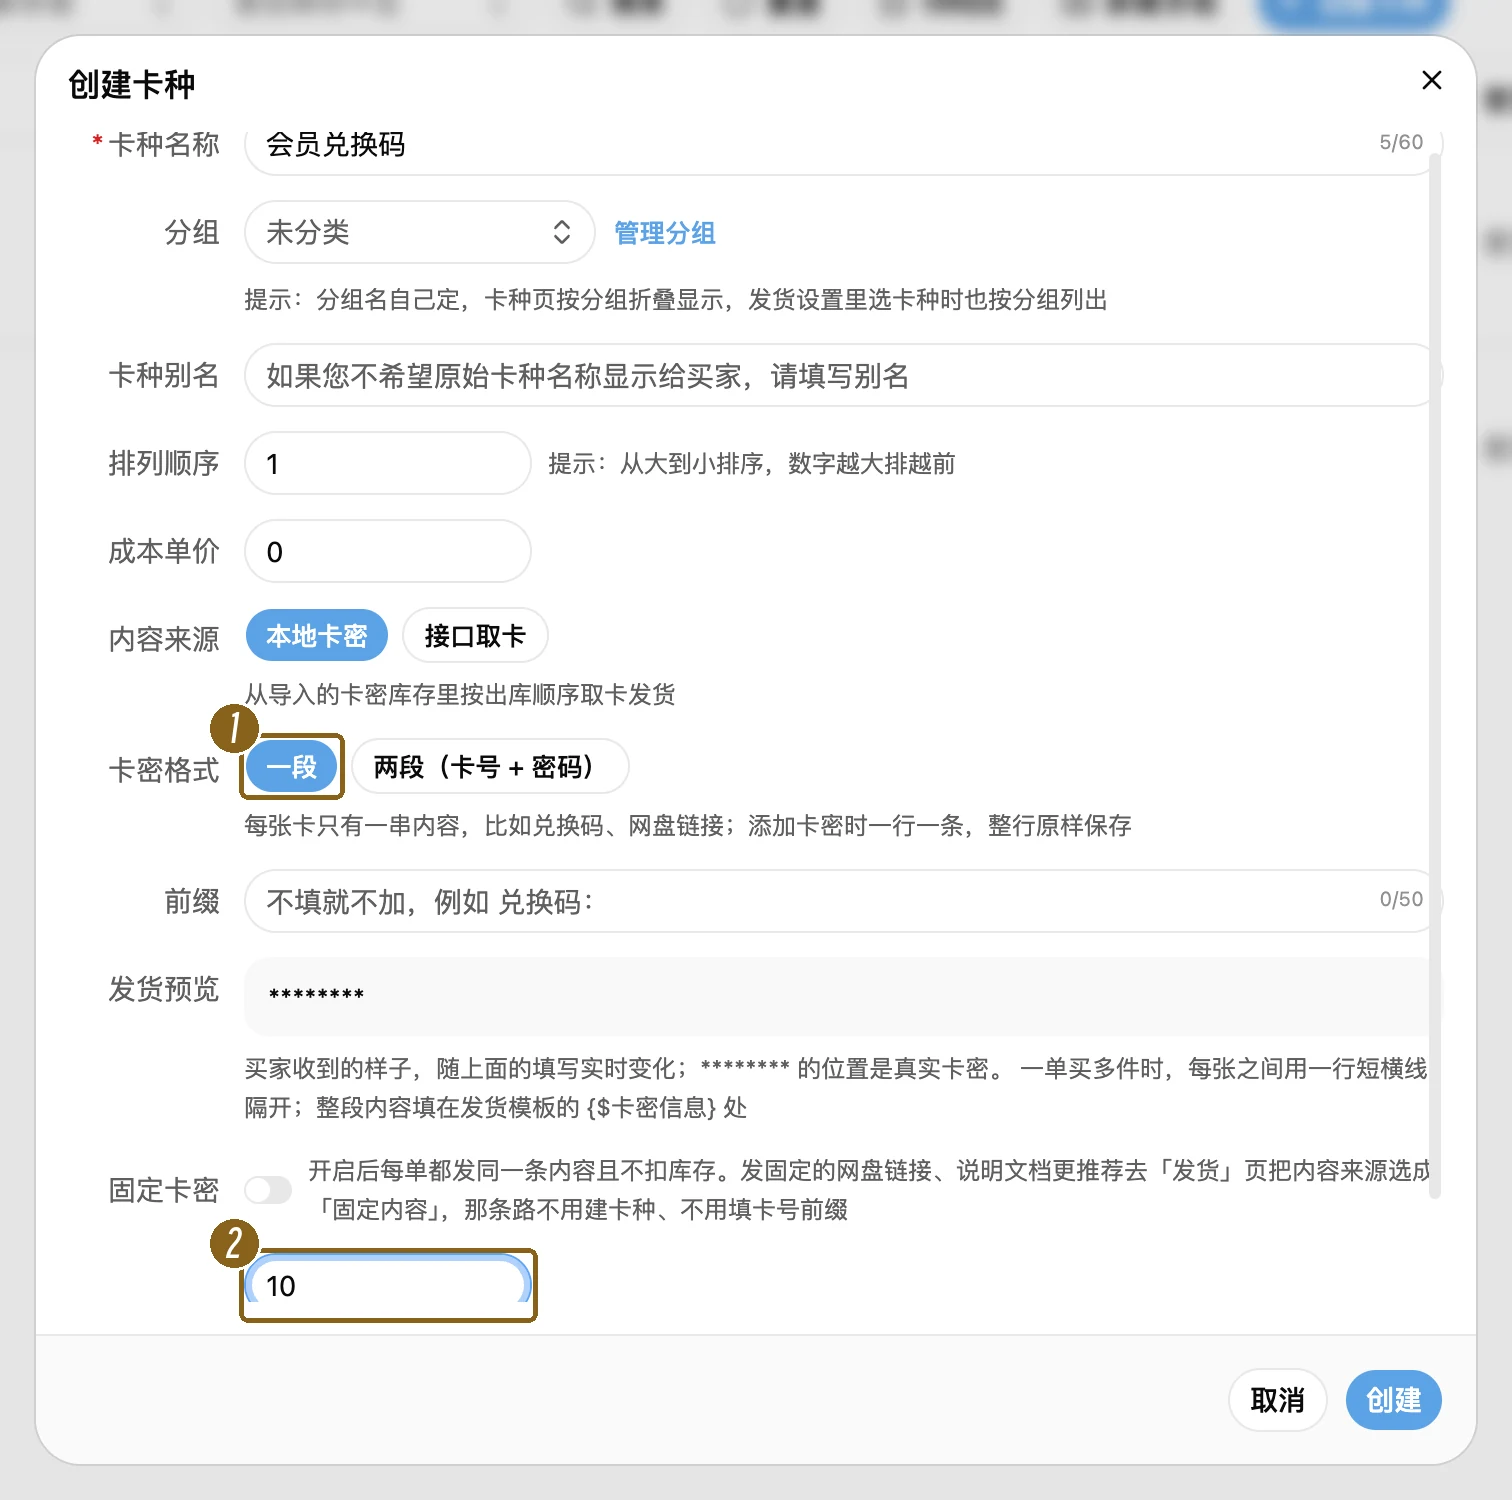 创建卡种
* 卡种名称 会员兑换码 5/60
分组 未分类 管理分组
提示：分组名自己定，卡种页按分组折叠显示，发货设置里选卡种时也按分组列出
卡种别名 如果您不希望原始卡种名称显示给买家，请填写别名
排列顺序 1 提示：从大到小排序，数字越大排越前
成本单价 0
内容来源 本地卡密 接口取卡
从导入的卡密库存里按出库顺序取卡发货
1
卡密格式 一段 两段（卡号 + 密码）
每张卡只有一串内容，比如兑换码、网盘链接；添加卡密时一行一条，整行原样保存
前缀 不填就不加，例如 兑换码： 0/50
发货预览 ********
买家收到的样子，随上面的填写实时变化；******** 的位置是真实卡密。 一单买多件时，每张之间用一行短横线
隔开；整段内容填在发货模板的 {$卡密信息} 处
固定卡密 开启后每单都发同一条内容且不扣库存。发固定的网盘链接、说明文档更推荐去「发货」页把内容来源选成
「固定内容」，那条路不用建卡种、不用填卡号前缀
2
10
取消 创建